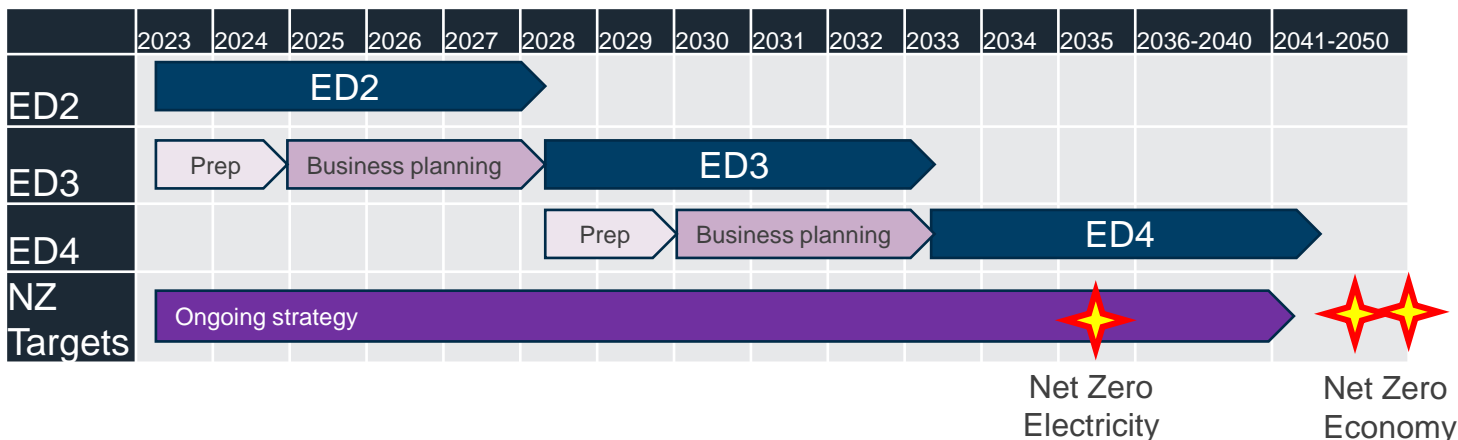 2023 2024 2025 2026 2027 2028 2029 2030 2031 2032 2033 2034 2035 2036-2040 2041-2050
ED2 ED2
ED3 Prep Business planning ED3
ED4 Prep Business planning ED4
NZ
Targets
Ongoing strategy
Net Zero
Electricity
Net Zero
Economy